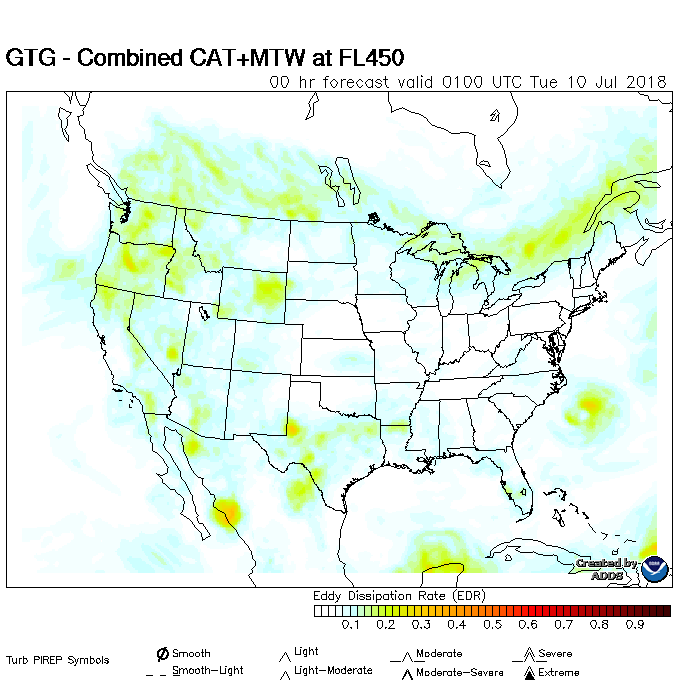 GTG - Combined CAT+MTW at FL450
00 hr forecast valid 0100 UTC Tue 10 Jul 2018
Created by
ADDS
Eddy Dissipation Rate (EDR)
0.1 0.2 0.3 0.4 0.5 0.6 0.7 0.8 0.9
Turb PIREP Symbols
Smooth Light Moderate Severe
Smooth-Light Light-Moderate Moderate-Severe Extreme